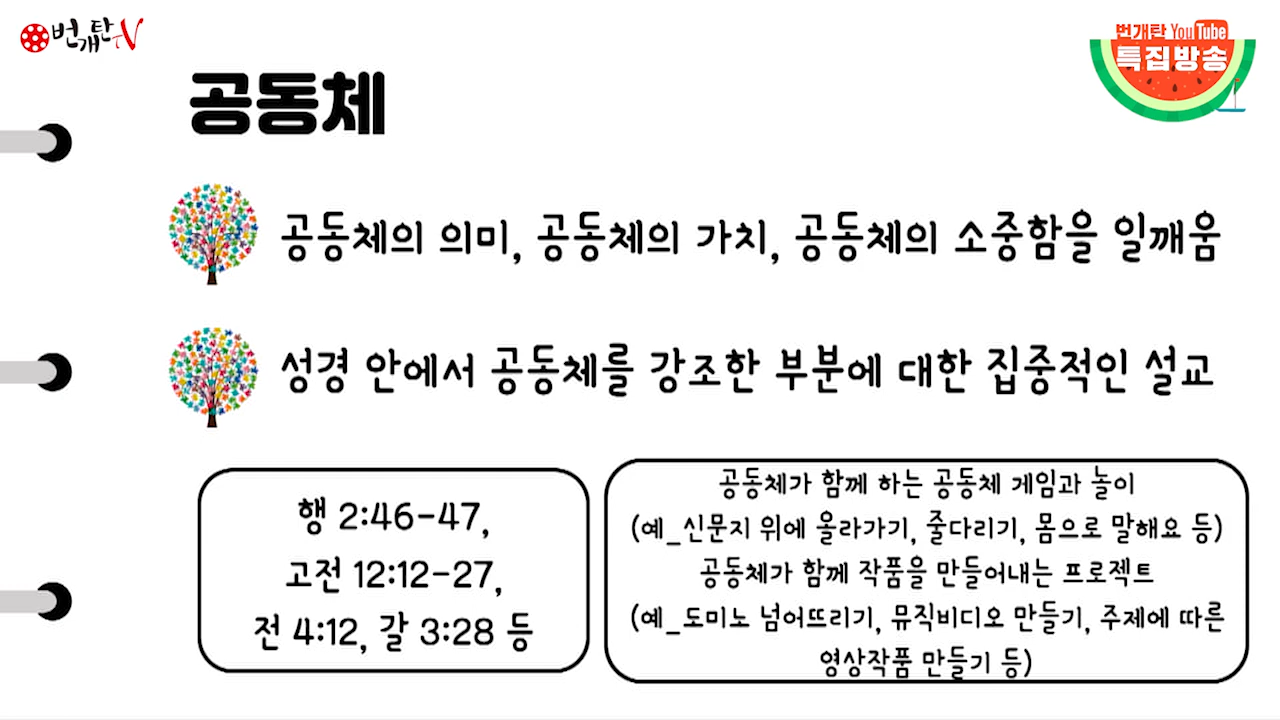 번개탄TV
번개탄 YouTube
특집방송
공동체
공동체의 의미, 공동체의 가치, 공동체의 소중함을 일깨움
성경 안에서 공동체를 강조한 부분에 대한 집중적인 설교
행 2:46-47,
고전 12:12-27,
전 4:12, 갈 3:28 등
공동체가 함께 하는 공동체 게임과 놀이
(예_신문지 위에 올라가기, 줄다리기, 몸으로 말해요 등)
공동체가 함께 작품을 만들어내는 프로젝트
(예_도미노 넘어뜨리기, 뮤직비디오 만들기, 주제에 따른
영상작품 만들기 등)